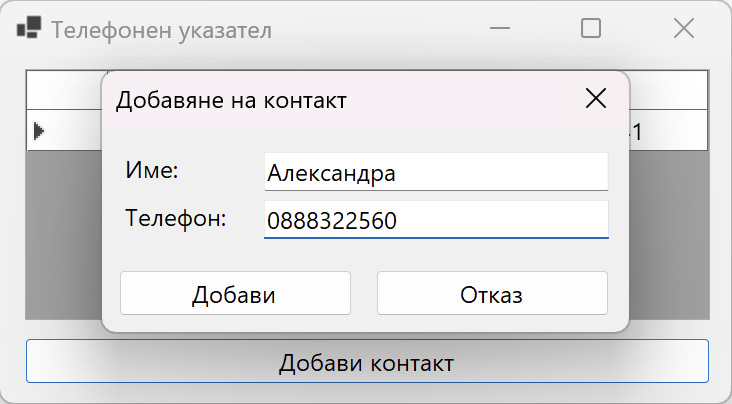 Телефонен указател
Добавяне на контакт
Име:
Александра
Телефон:
0888322560
Добави
Отказ
Добави контакт